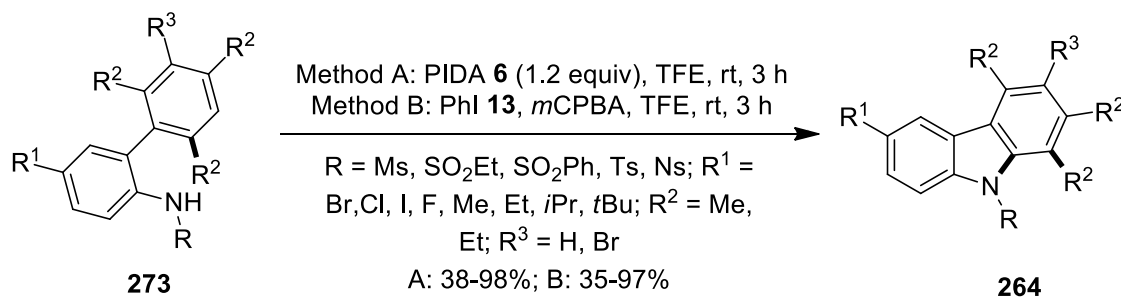 R³
R²
R²
R¹
R²
NH
R
273
Method A: PIDA 6 (1.2 equiv), TFE, rt, 3 h
Method B: PhI 13, mCPBA, TFE, rt, 3 h
R = Ms, SO₂Et, SO₂Ph, Ts, Ns; R¹ =
Br,Cl, I, F, Me, Et, iPr, tBu; R² = Me,
Et; R³ = H, Br
A: 38-98%; B: 35-97%
R²
R³
R¹
R²
R²
N
R
264